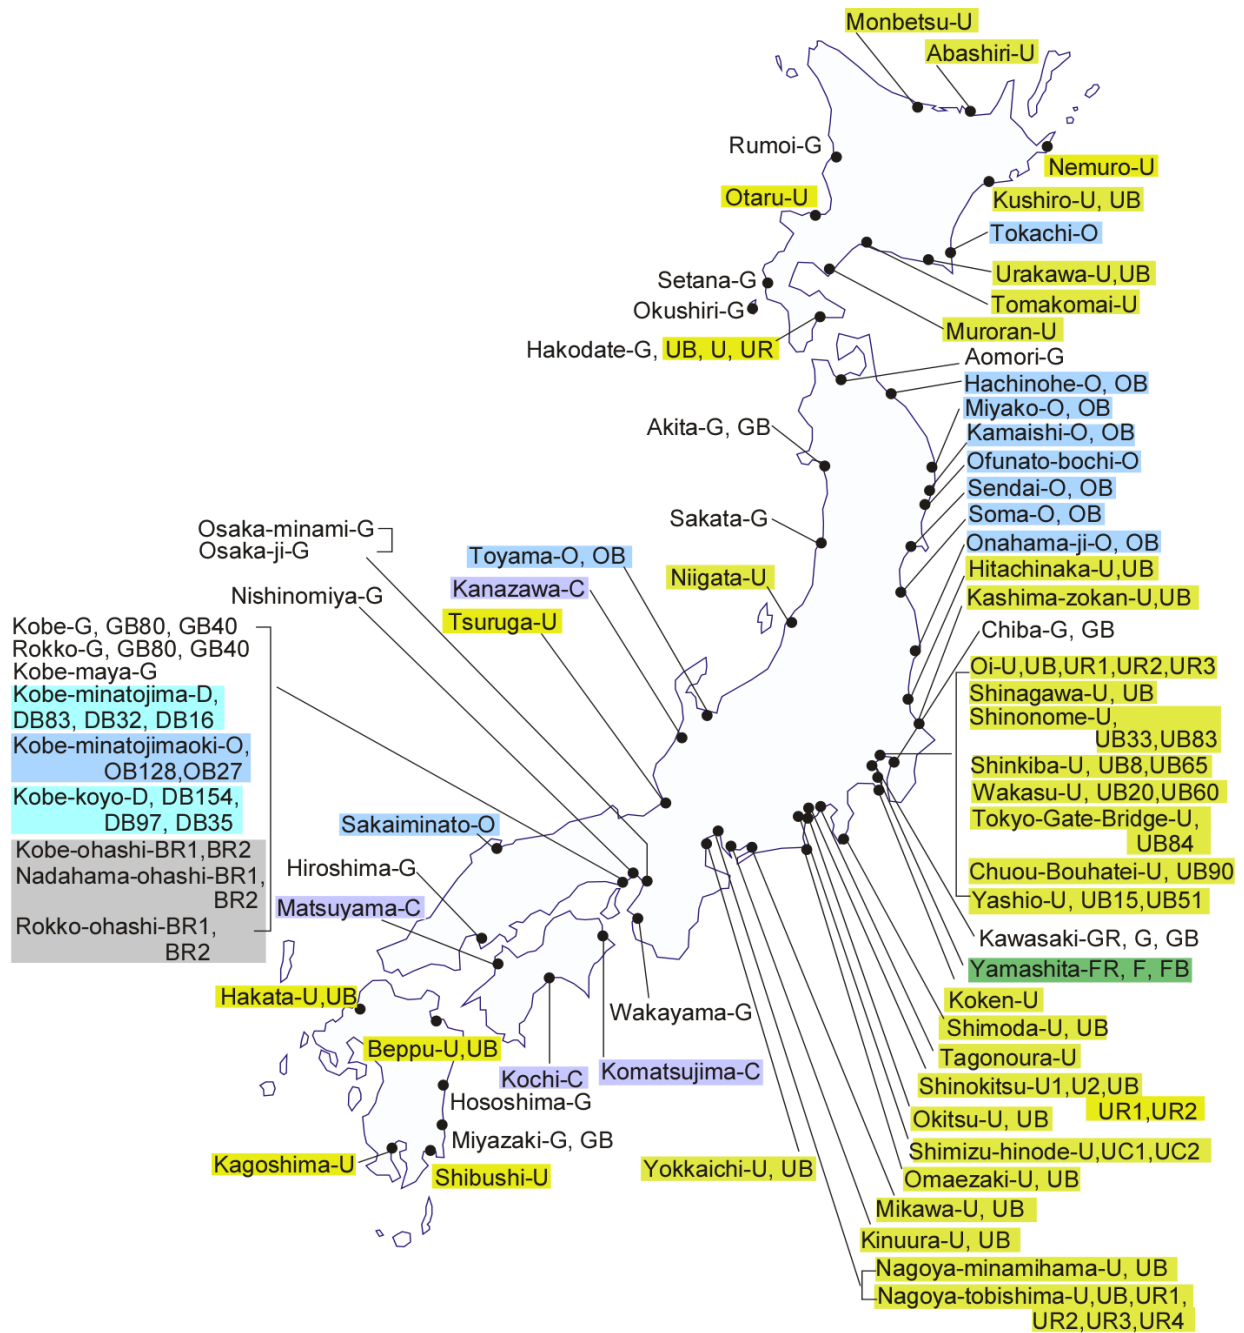 Monbetsu-U
Abashiri-U
Rumoi-G
Nemuro-U
Otaru-U
Kushiro-U, UB
Tokachi-O
Urakawa-U,UB
Setana-G
Tomakomai-U
Okushiri-G
Muroran-U
Hakodate-G, UB, U, UR
Aomori-G
Hachinohe-O, OB
Miyako-O, OB
Akita-G, GB
Kamaishi-O, OB
Ofunato-bochi-O
Sendai-O, OB
Sakata-G
Soma-O, OB
Osaka-minami-G
Osaka-ji-G
Onahama-ji-O, OB
Toyama-O, OB
Hitachinaka-U,UB
Niigata-U
Kanazawa-C
Nishinomiya-G
Kashima-zokan-U,UB
Tsuruga-U
Chiba-G, GB
Kobe-G, GB80, GB40
Rokko-G, GB80, GB40
Kobe-maya-G
Kobe-minatojima-D,
DB83, DB32, DB16
Kobe-minatojimaoki-O,
OB128,OB27
Kobe-koyo-D, DB154,
DB97, DB35
Kobe-ohashi-BR1,BR2
Nadahama-ohashi-BR1,
BR2
Rokko-ohashi-BR1,
BR2
Oi-U,UB,UR1,UR2,UR3
Shinagawa-U, UB
Shinonome-U,
UB33,UB83
Shinkiba-U, UB8,UB65
Wakasu-U, UB20,UB60
Tokyo-Gate-Bridge-U,
UB84
Chuou-Bouhatei-U, UB90
Yashio-U, UB15,UB51
Sakaiminato-O
Hiroshima-G
Matsuyama-C
Kawasaki-GR, G, GB
Yamashita-FR, F, FB
Hakata-U,UB
Koken-U
Wakayama-G
Shimoda-U, UB
Beppu-U,UB
Tagonoura-U
Kochi-C
Komatsujima-C
Shinokitsu-U1,U2,UB
UR1,UR2
Hososhima-G
Okitsu-U, UB
Miyazaki-G, GB
Shimizu-hinode-U,UC1,UC2
Kagoshima-U
Yokkaichi-U, UB
Shibushi-U
Omaezaki-U, UB
Mikawa-U, UB
Kinuura-U, UB
Nagoya-minamihama-U, UB
Nagoya-tobishima-U,UB,UR1,
UR2,UR3,UR4